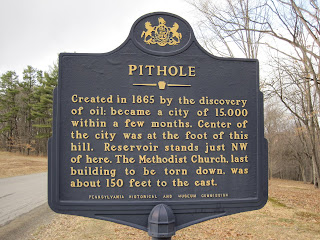 PITHOLE
Created in 1865 by the discovery
of oil; became a city of 15,000
within a few months. Center of
the city was at the foot of this
hill. Reservoir stands just NW
of here. The Methodist Church, last
building to be torn down, was
about 150 feet to the east.
PENNSYLVANIA HISTORICAL AND MUSEUM COMMISSION